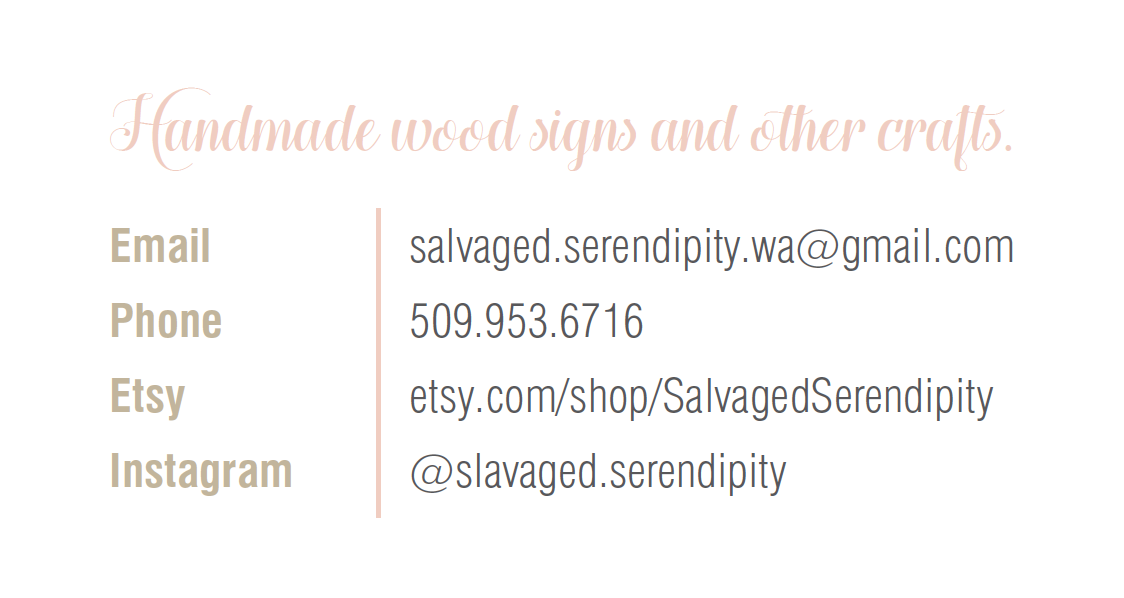 Handmade wood signs and other crafts.
Email salvaged.serendipity.wa@gmail.com
Phone 509.953.6716
Etsy etsy.com/shop/SalvagedSerendipity
Instagram @slavaged.serendipity